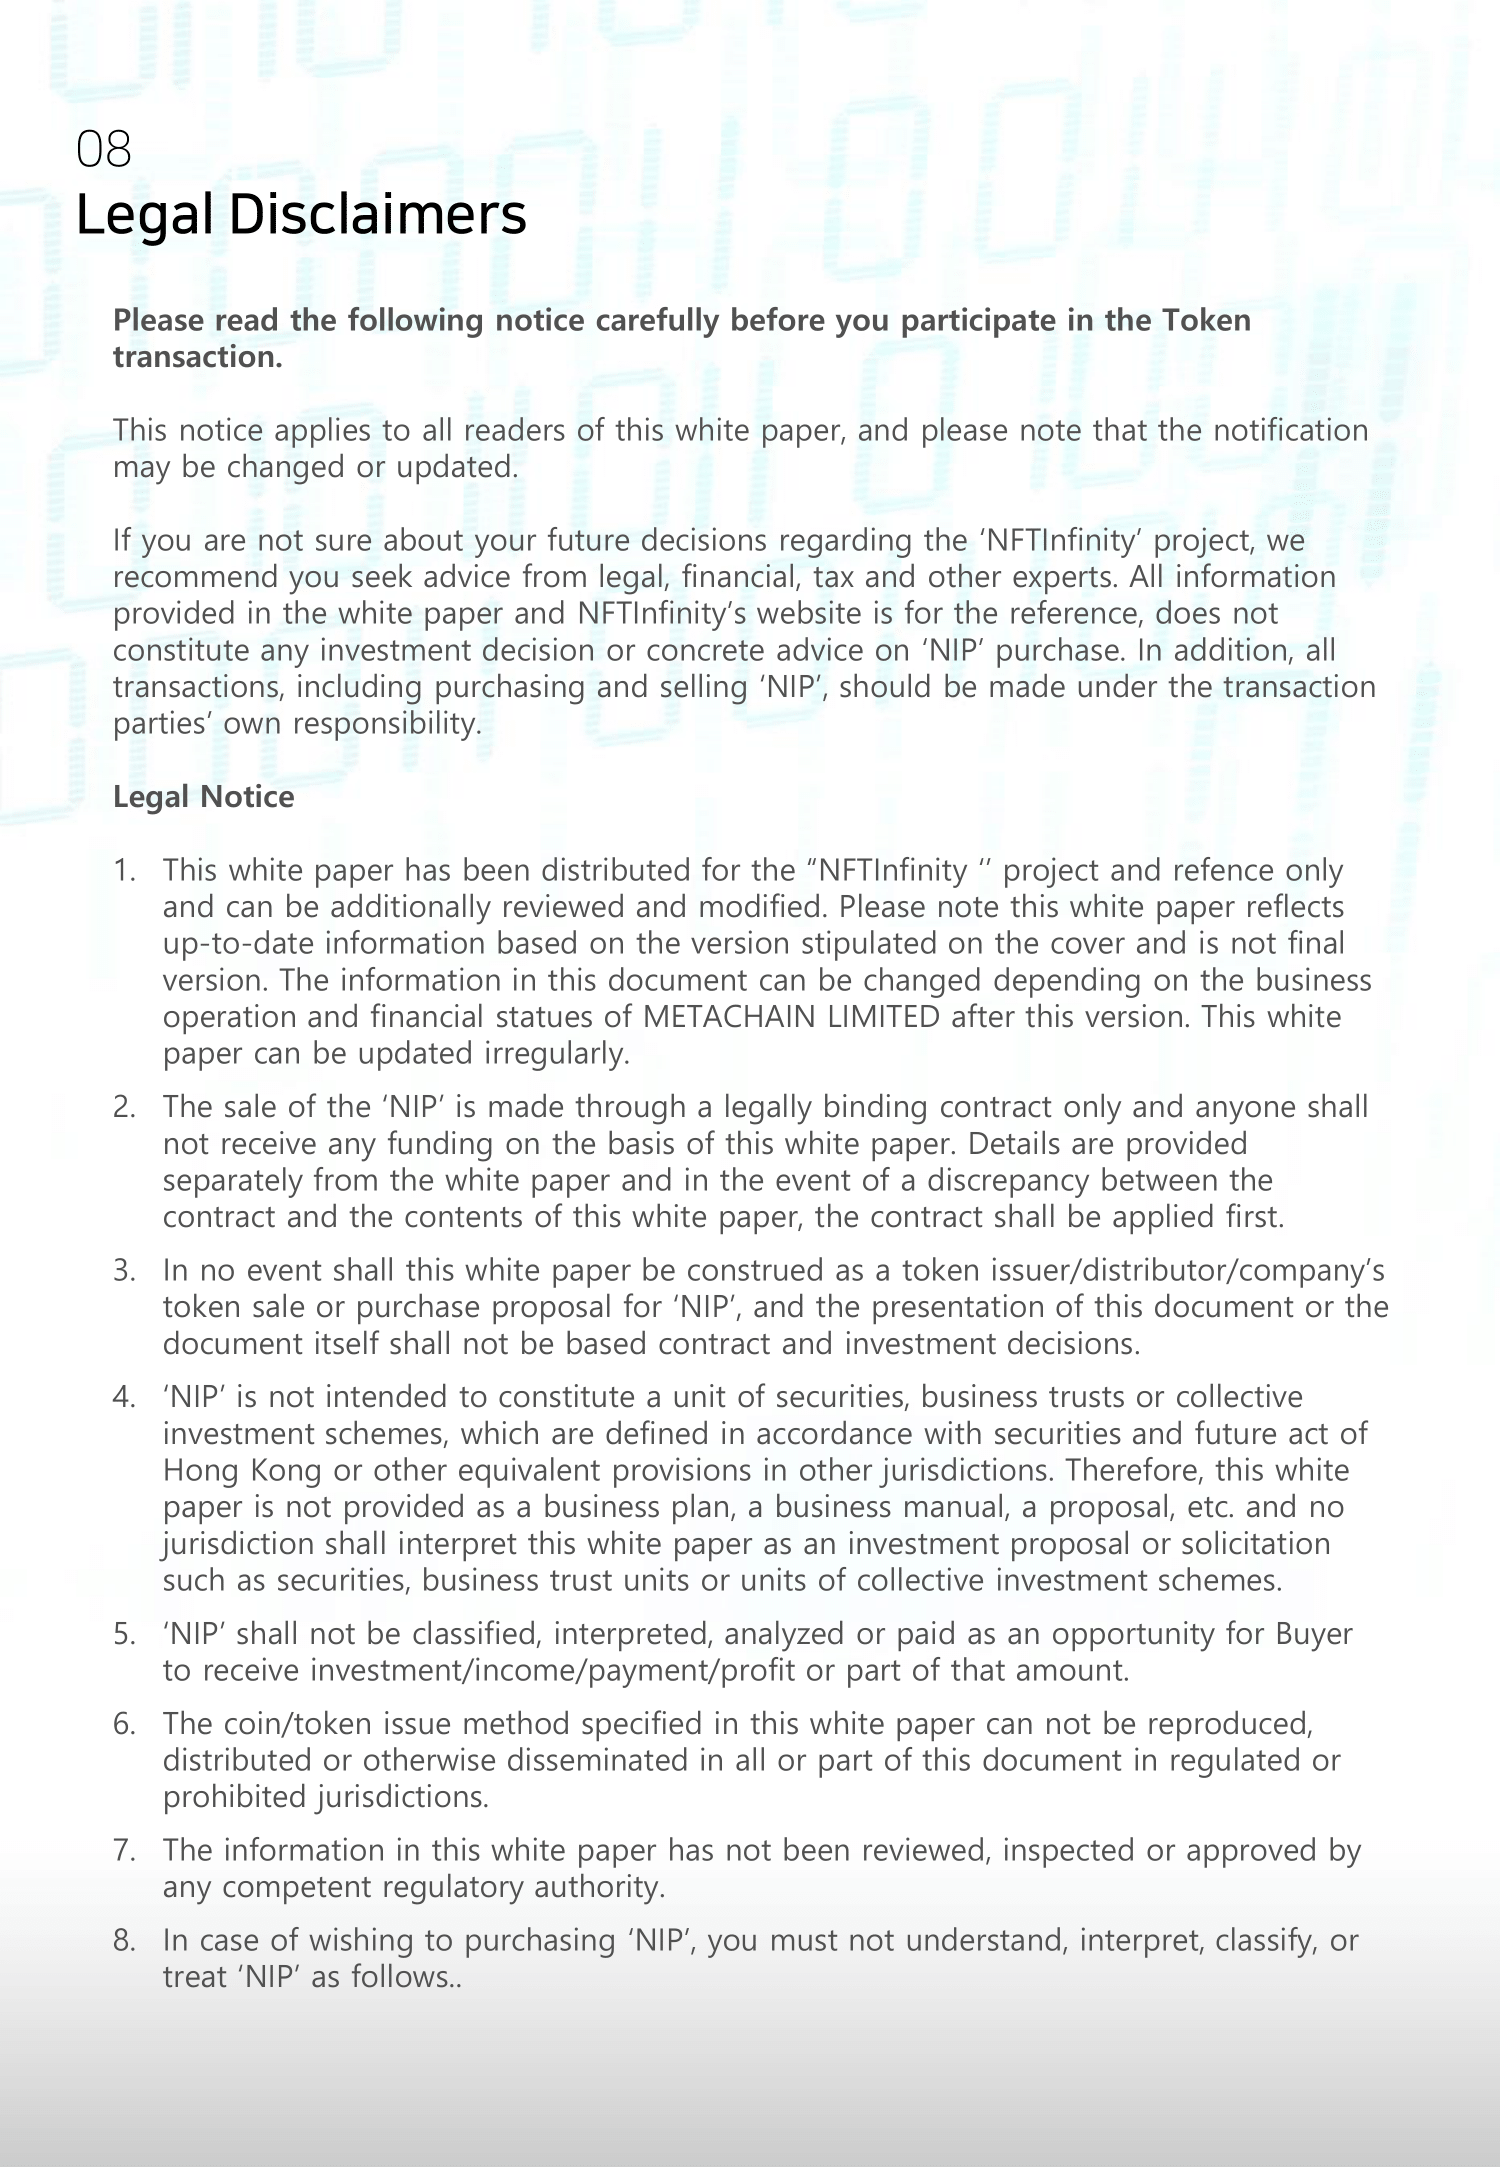 08
Legal Disclaimers
Please read the following notice carefully before you participate in the Token
transaction.
This notice applies to all readers of this white paper, and please note that the notification
may be changed or updated.
If you are not sure about your future decisions regarding the ‘NFTInfinity’ project, we
recommend you seek advice from legal, financial, tax and other experts. All information
provided in the white paper and NFTInfinity’s website is for the reference, does not
constitute any investment decision or concrete advice on ‘NIP’ purchase. In addition, all
transactions, including purchasing and selling ‘NIP’, should be made under the transaction
parties’ own responsibility.
Legal Notice
1. This white paper has been distributed for the “NFTInfinity ‘’ project and refence only
and can be additionally reviewed and modified. Please note this white paper reflects
up-to-date information based on the version stipulated on the cover and is not final
version. The information in this document can be changed depending on the business
operation and financial statues of METACHAIN LIMITED after this version. This white
paper can be updated irregularly.
2. The sale of the ‘NIP’ is made through a legally binding contract only and anyone shall
not receive any funding on the basis of this white paper. Details are provided
separately from the white paper and in the event of a discrepancy between the
contract and the contents of this white paper, the contract shall be applied first.
3. In no event shall this white paper be construed as a token issuer/distributor/company’s
token sale or purchase proposal for ‘NIP’, and the presentation of this document or the
document itself shall not be based contract and investment decisions.
4. ‘NIP’ is not intended to constitute a unit of securities, business trusts or collective
investment schemes, which are defined in accordance with securities and future act of
Hong Kong or other equivalent provisions in other jurisdictions. Therefore, this white
paper is not provided as a business plan, a business manual, a proposal, etc. and no
jurisdiction shall interpret this white paper as an investment proposal or solicitation
such as securities, business trust units or units of collective investment schemes.
5. ‘NIP’ shall not be classified, interpreted, analyzed or paid as an opportunity for Buyer
to receive investment/income/payment/profit or part of that amount.
6. The coin/token issue method specified in this white paper can not be reproduced,
distributed or otherwise disseminated in all or part of this document in regulated or
prohibited jurisdictions.
7. The information in this white paper has not been reviewed, inspected or approved by
any competent regulatory authority.
8. In case of wishing to purchasing ‘NIP’, you must not understand, interpret, classify, or
treat ‘NIP’ as follows..